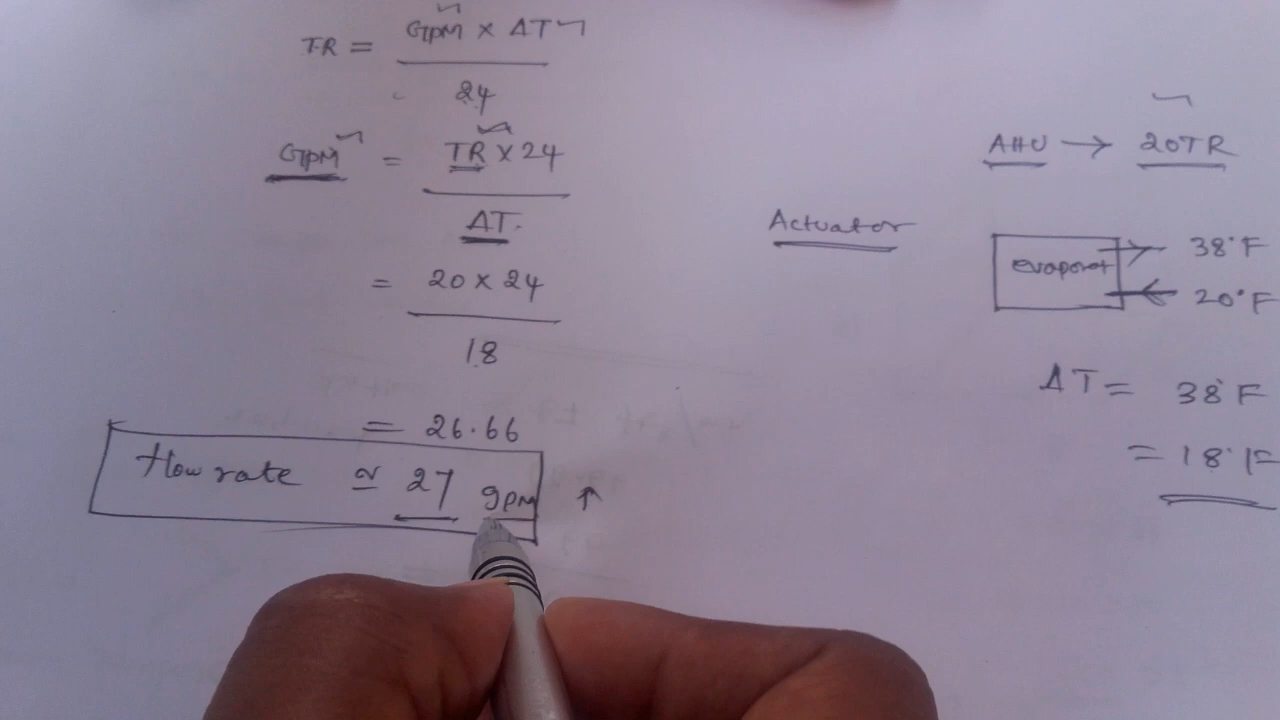 TR = GPM × ΔT
24
GPM = TR × 24
ΔT.
= 20 × 24
18
= 26.66
flow rate ≃ 27 gpm ↑
Actuator
AHU → 20TR
evaporat → 38°F
← 20°F
ΔT = 38°F
= 18°F